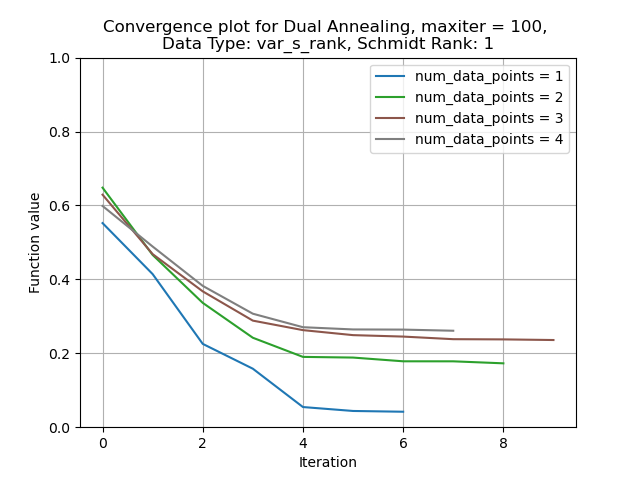 Convergence plot for Dual Annealing, maxiter = 100,
Data Type: var_s_rank, Schmidt Rank: 1
num_data_points = 1
num_data_points = 2
num_data_points = 3
num_data_points = 4
Function value
1.0
0.8
0.6
0.4
0.2
0.0
0 2 4 6 8
Iteration